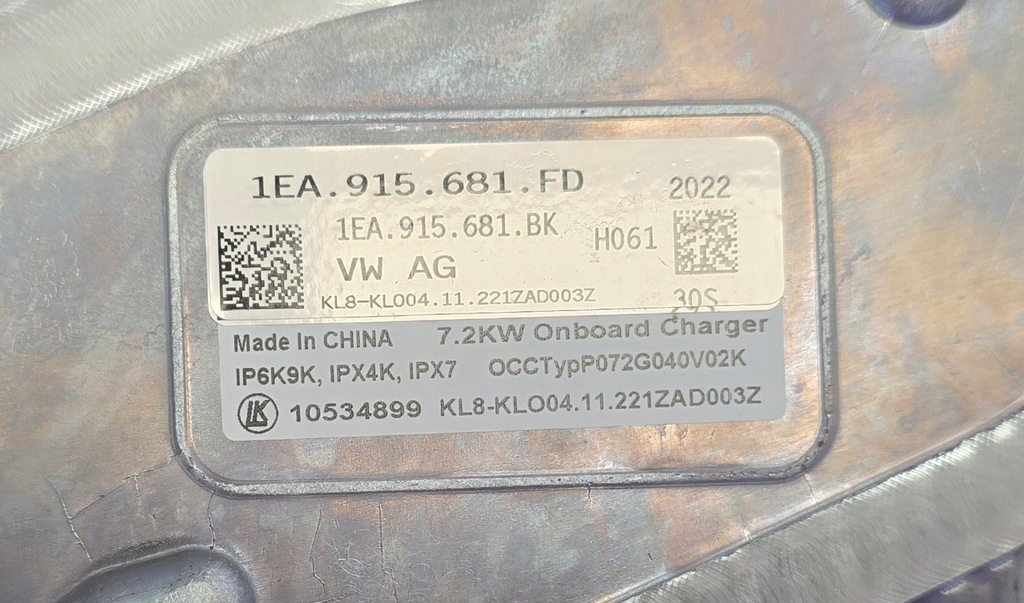 1EA.915.681.FD 2022
1EA.915.681.BK H061
VW AG
KL8-KL004.11.221ZAD003Z 30S
Made In CHINA 7.2KW Onboard Charger
IP6K9K, IPX4K, IPX7 OCCTypP072G040V02K
LK 10534899 KL8-KLO04.11.221ZAD003Z